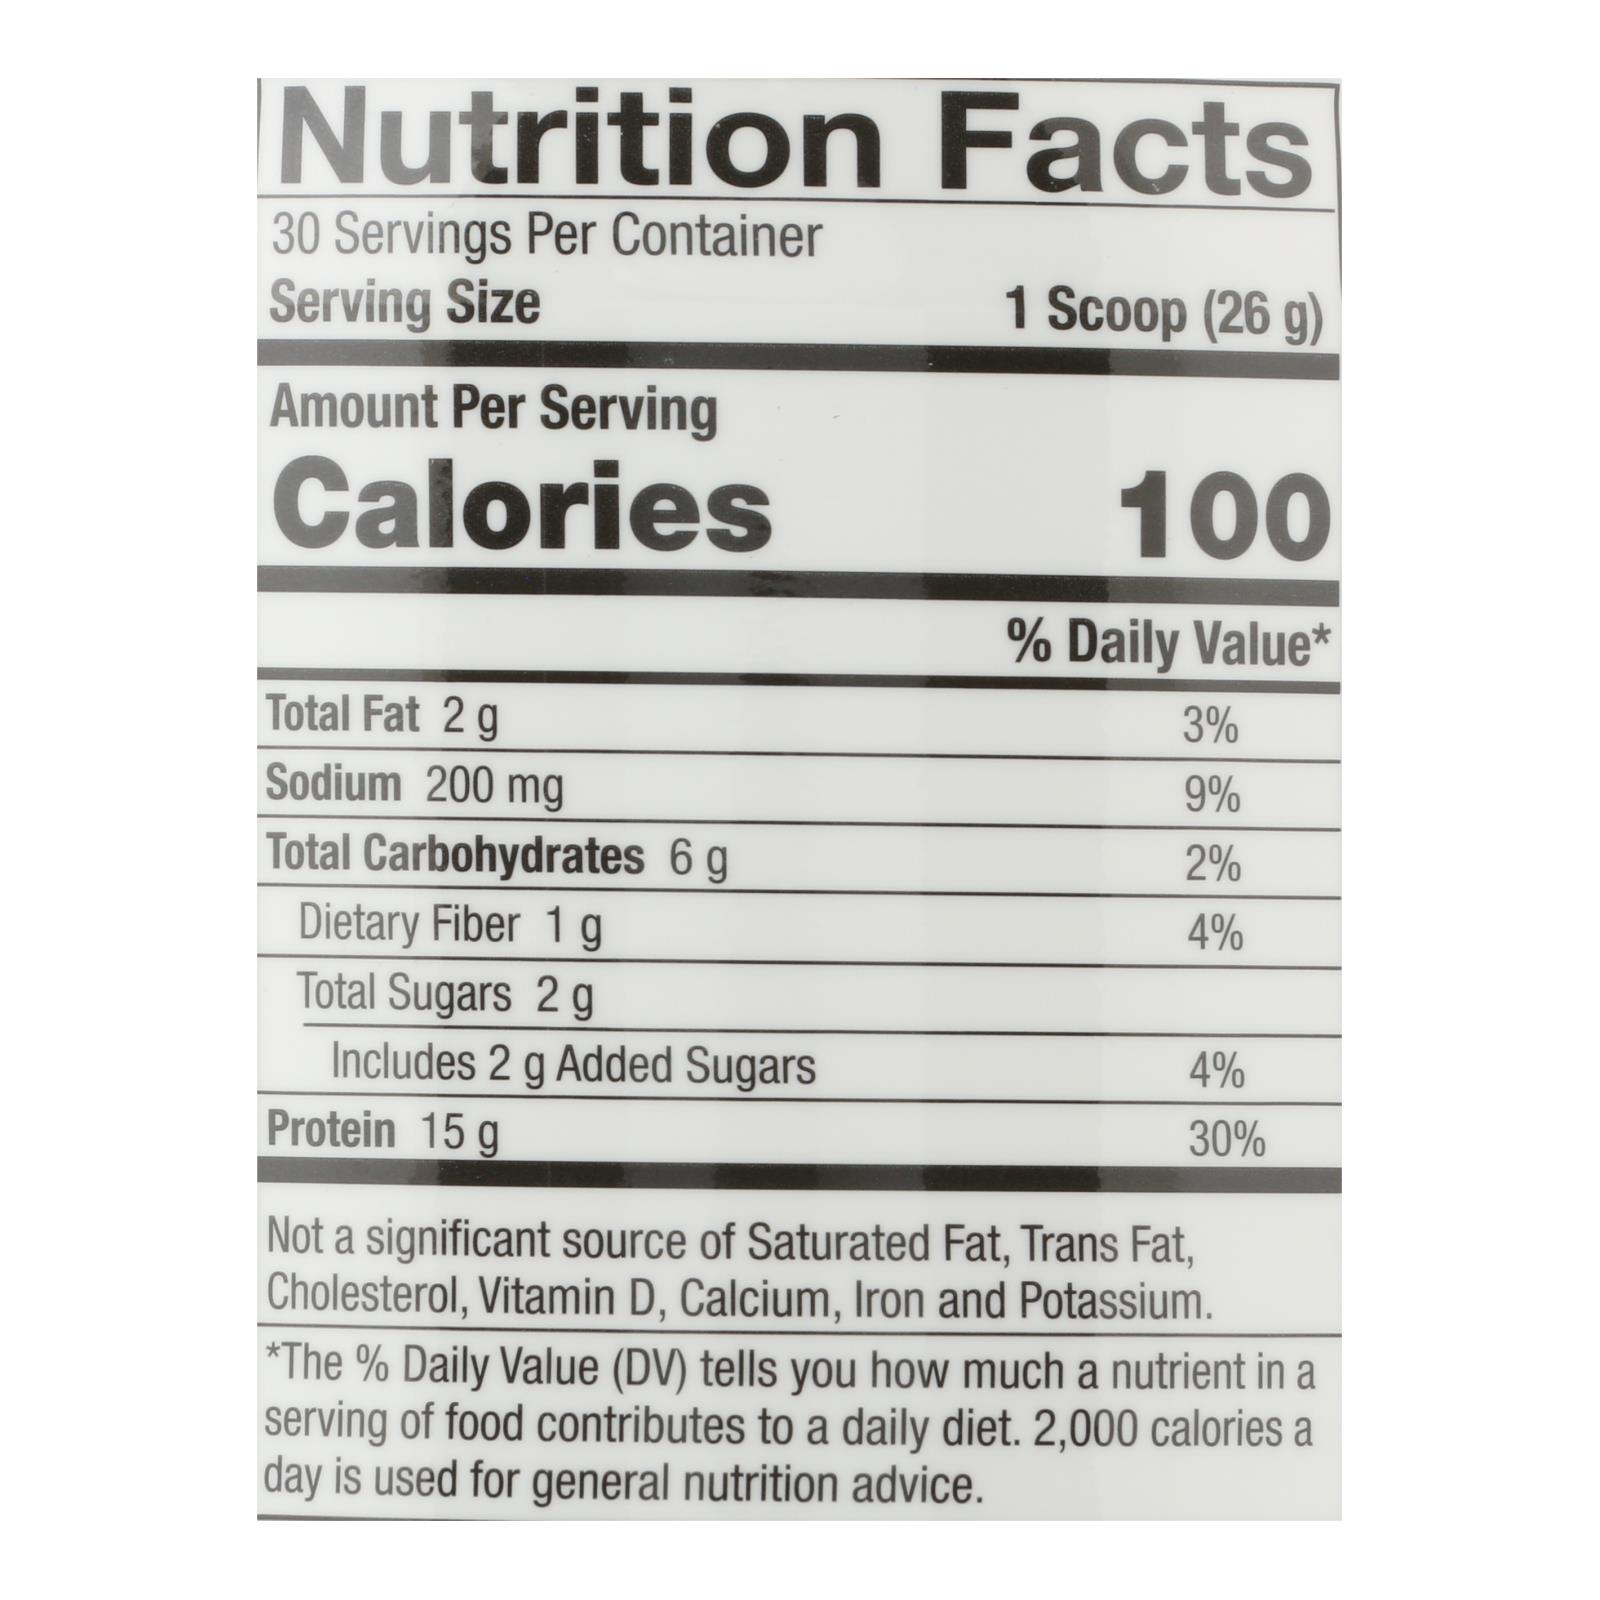 Nutrition Facts
30 Servings Per Container
Serving Size 1 Scoop (26 g)
Amount Per Serving
Calories 100
% Daily Value*
Total Fat 2 g 3%
Sodium 200 mg 9%
Total Carbohydrates 6 g 2%
Dietary Fiber 1 g 4%
Total Sugars 2 g
Includes 2 g Added Sugars 4%
Protein 15 g 30%
Not a significant source of Saturated Fat, Trans Fat,
Cholesterol, Vitamin D, Calcium, Iron and Potassium.
*The % Daily Value (DV) tells you how much a nutrient in a
serving of food contributes to a daily diet. 2,000 calories a
day is used for general nutrition advice.